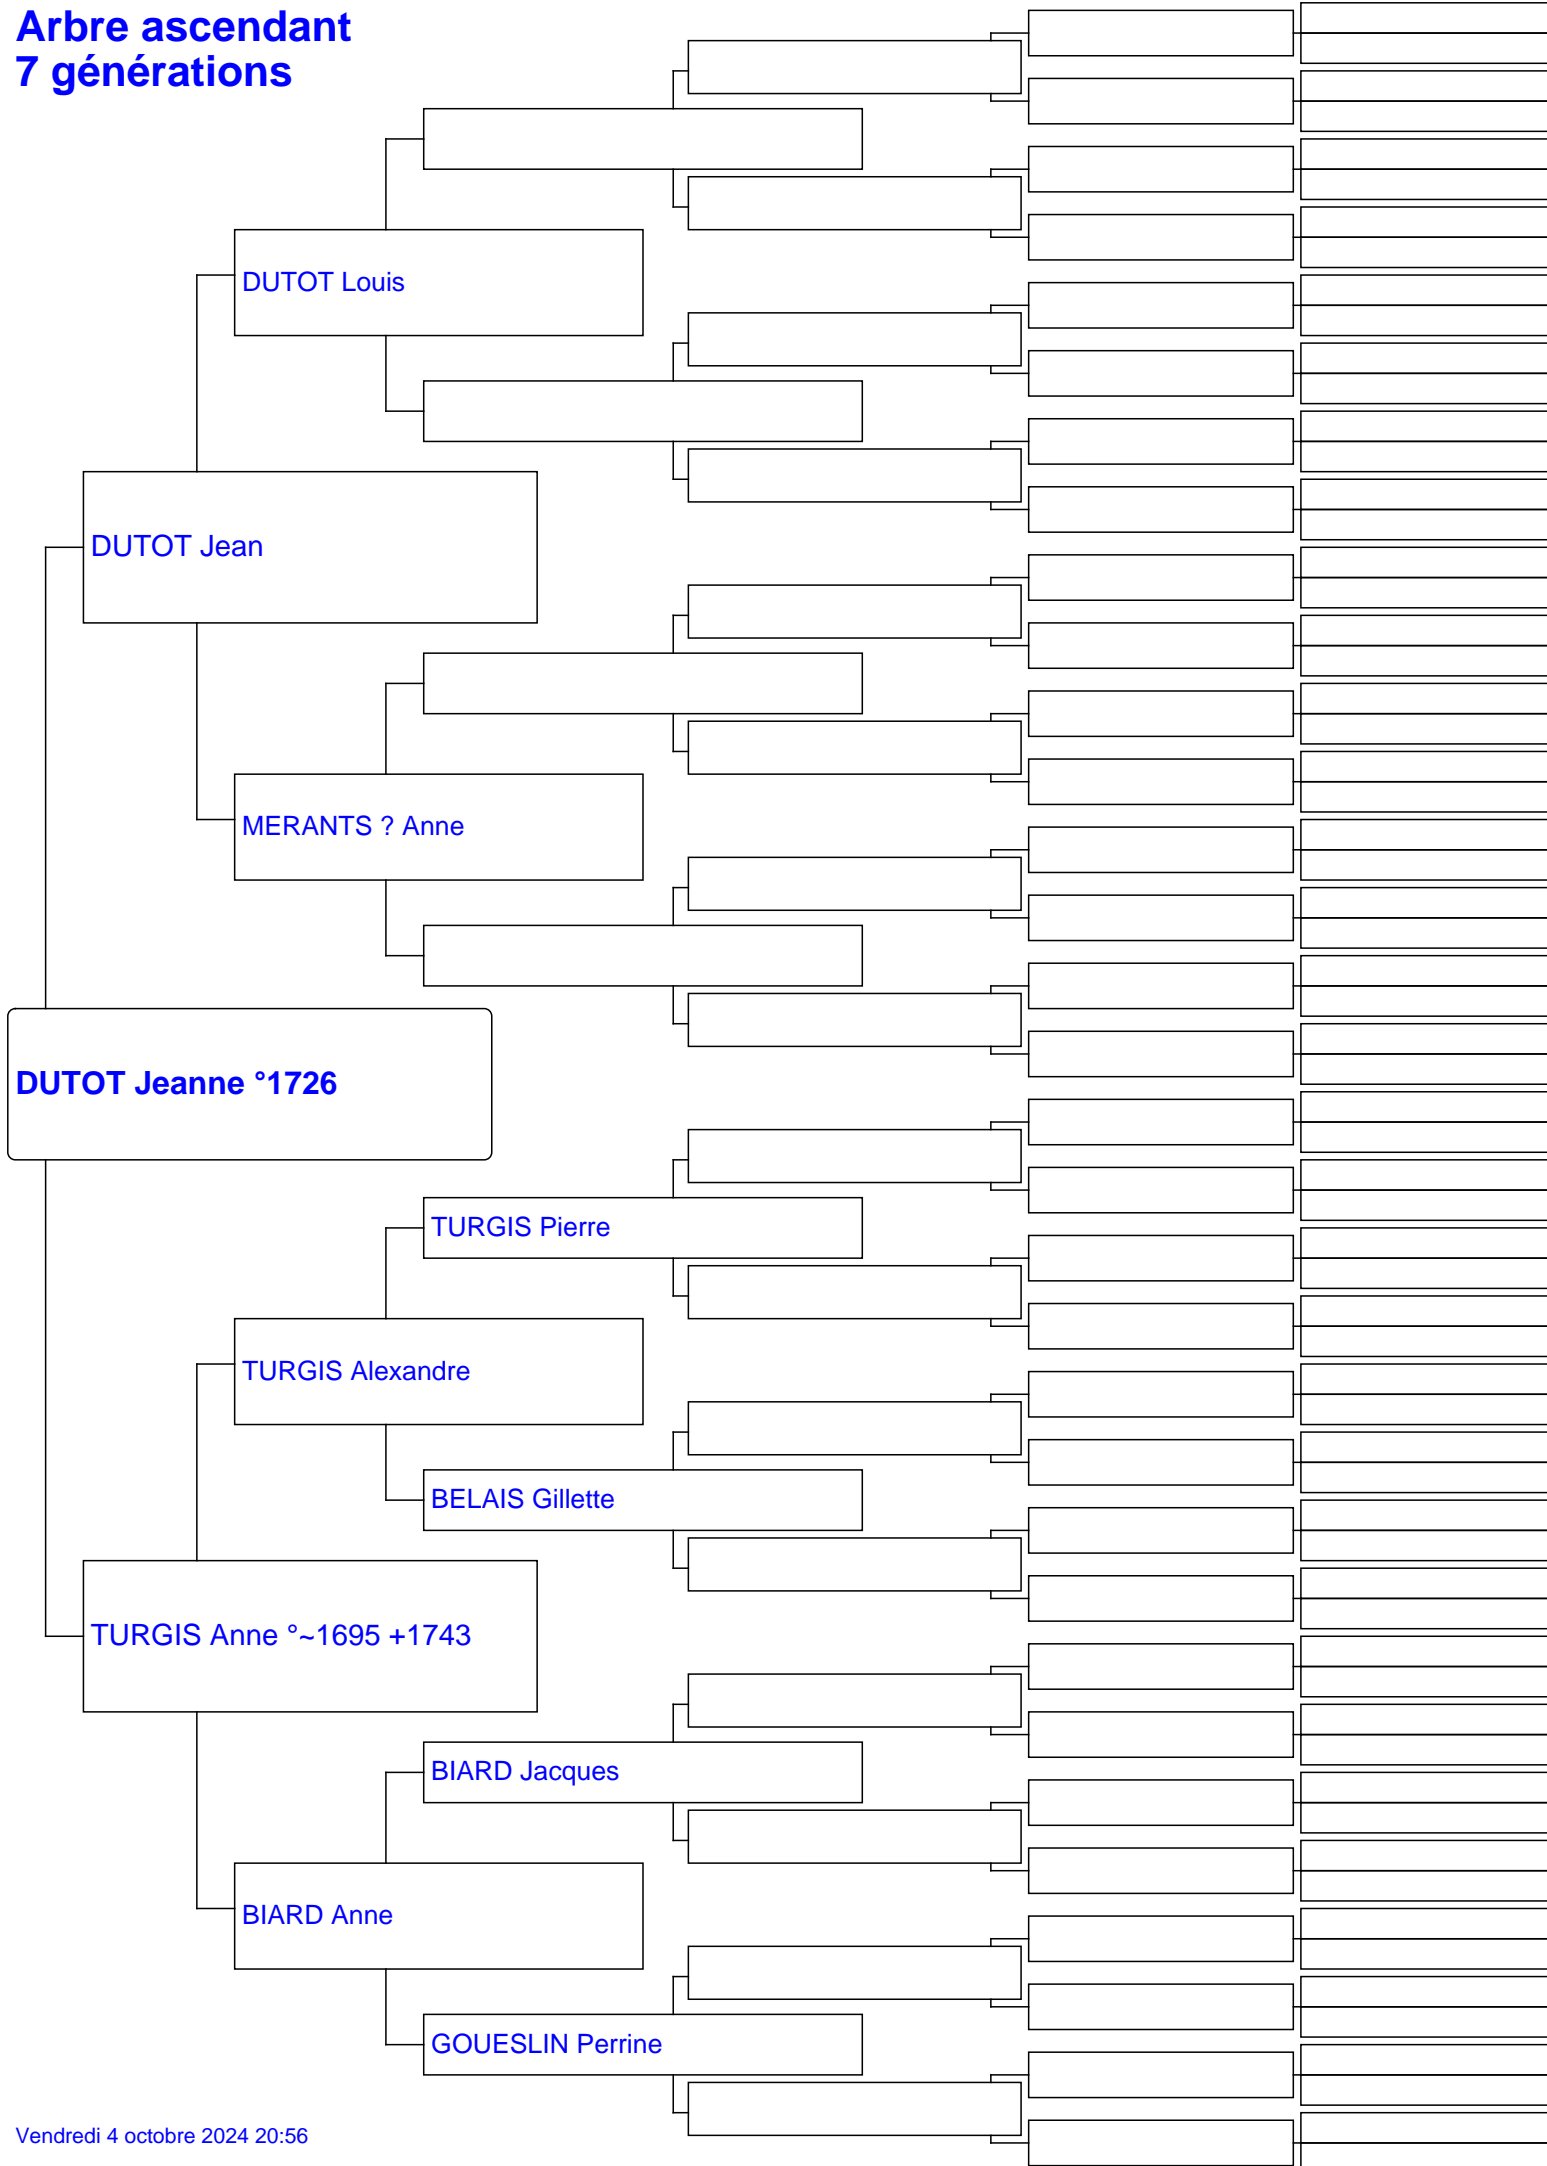 Arbre ascendant
7 générations
DUTOT Louis
DUTOT Jean
MERANTS ? Anne
DUTOT Jeanne °1726
TURGIS Pierre
TURGIS Alexandre
BELAIS Gillette
TURGIS Anne °~1695 +1743
BIARD Jacques
BIARD Anne
GOUESLIN Perrine
Vendredi 4 octobre 2024 20:56